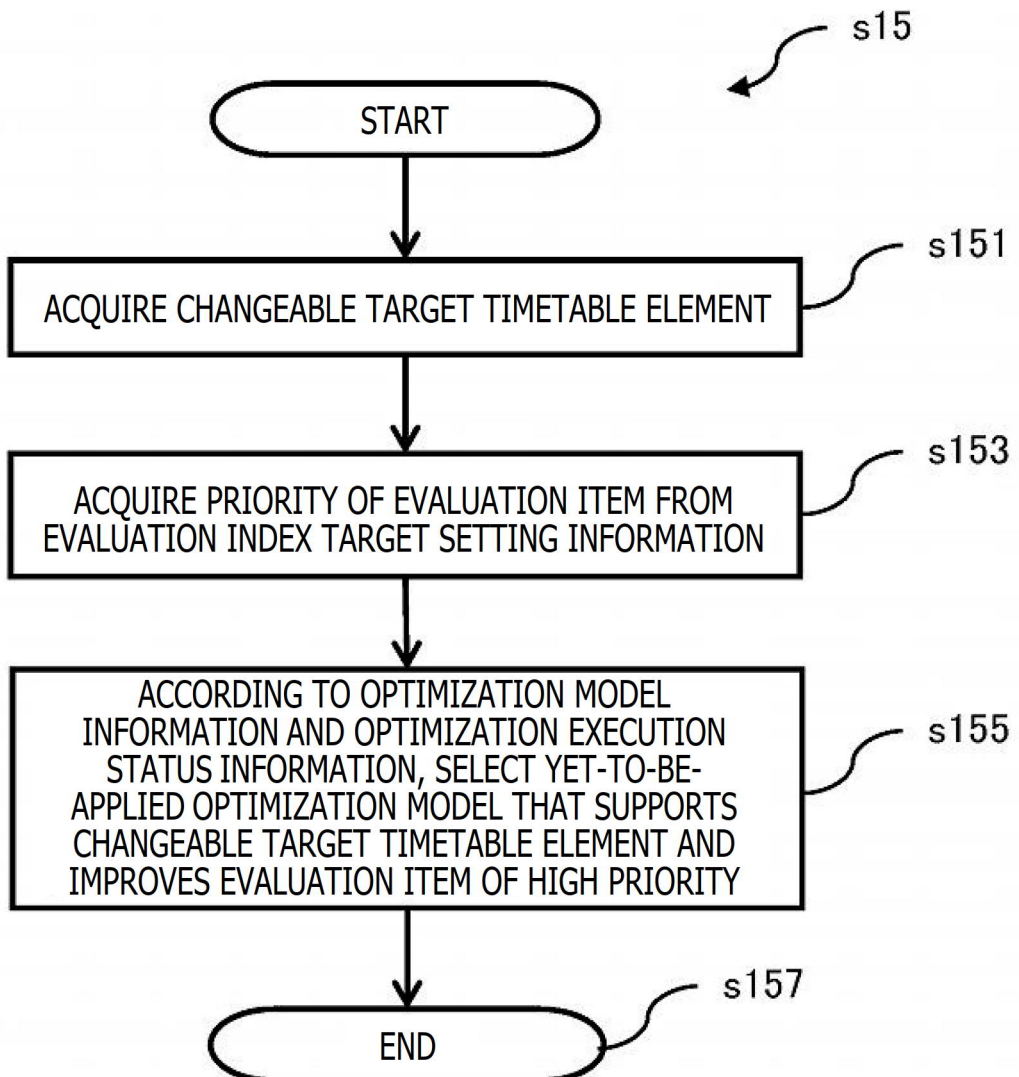 s15
START
s151
ACQUIRE CHANGEABLE TARGET TIMETABLE ELEMENT
s153
ACQUIRE PRIORITY OF EVALUATION ITEM FROM
EVALUATION INDEX TARGET SETTING INFORMATION
ACCORDING TO OPTIMIZATION MODEL
INFORMATION AND OPTIMIZATION EXECUTION
STATUS INFORMATION, SELECT YET-TO-BE-
APPLIED OPTIMIZATION MODEL THAT SUPPORTS
CHANGEABLE TARGET TIMETABLE ELEMENT AND
IMPROVES EVALUATION ITEM OF HIGH PRIORITY
s155
s157
END